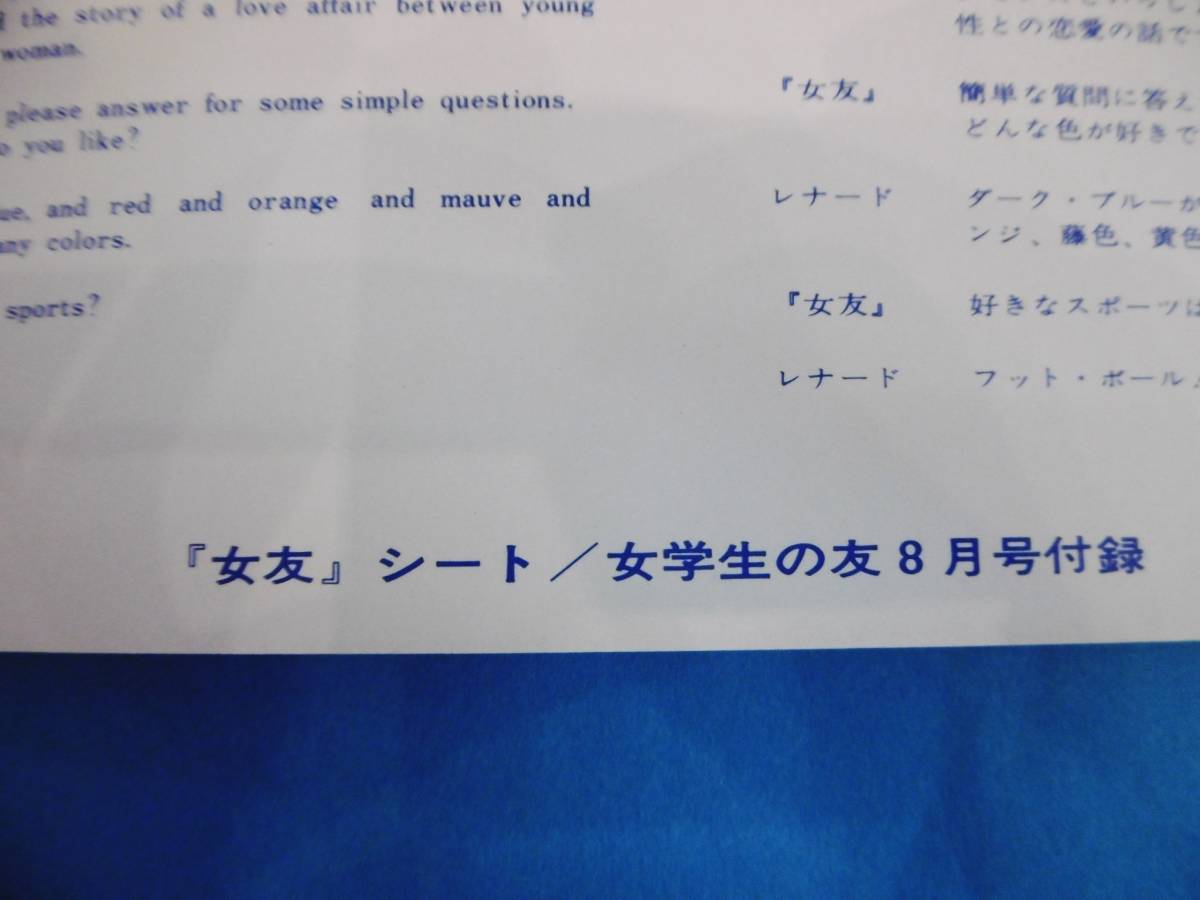 the story of a love affair between young
woman.
please answer for some simple questions.
you like?
and red and orange and mauve and
colors.
sports?
性との恋愛の話で
『女友』 簡単な質問に答え
どんな色が好きで
レナード ダーク・ブルーが
ンジ、藤色、黄色
『女友』 好きなスポーツは
レナード フット・ボール
『女友』シート／女学生の友8月号付録